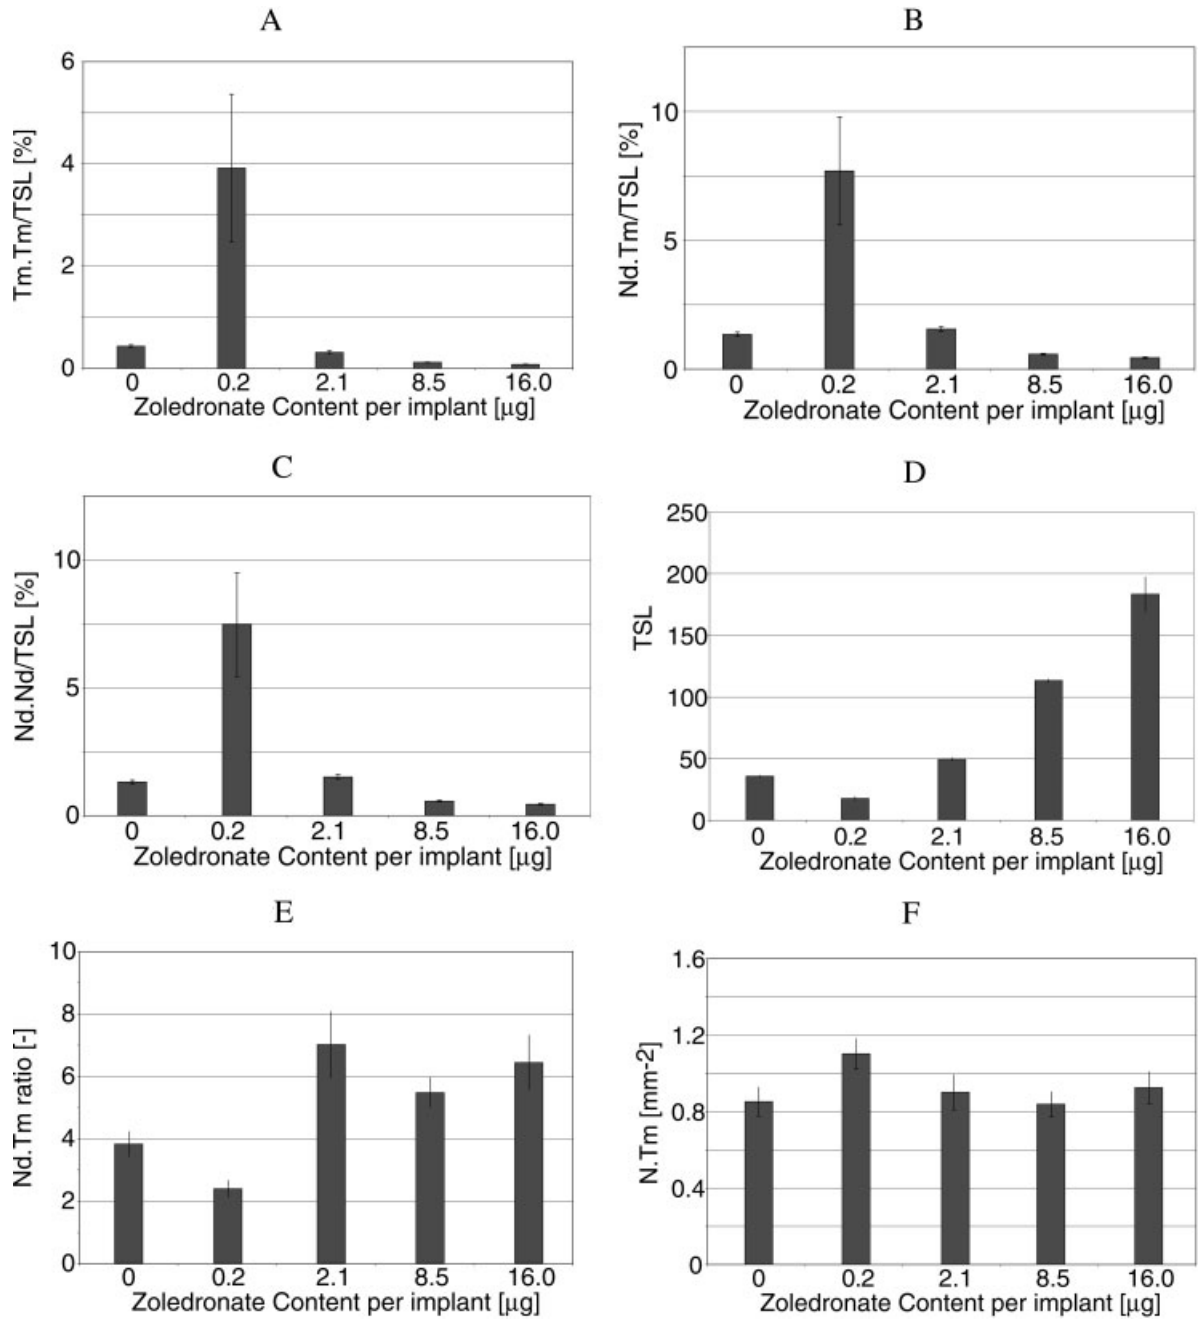 A
Tm.Tm/TSL [%]
6
4
2
0
0 0.2 2.1 8.5 16.0
Zoledronate Content per implant [μg]
B
Nd.Tm/TSL [%]
10
5
0
0 0.2 2.1 8.5 16.0
Zoledronate Content per implant [μg]
C
Nd.Nd/TSL [%]
10
5
0
0 0.2 2.1 8.5 16.0
Zoledronate Content per implant [μg]
D
TSL
250
200
150
100
50
0
0 0.2 2.1 8.5 16.0
Zoledronate Content per implant [μg]
E
Nd.Tm ratio [-]
10
8
6
4
2
0
0 0.2 2.1 8.5 16.0
Zoledronate Content per implant [μg]
F
N.Tm [mm-2]
1.6
1.2
0.8
0.4
0
0 0.2 2.1 8.5 16.0
Zoledronate Content per implant [μg]